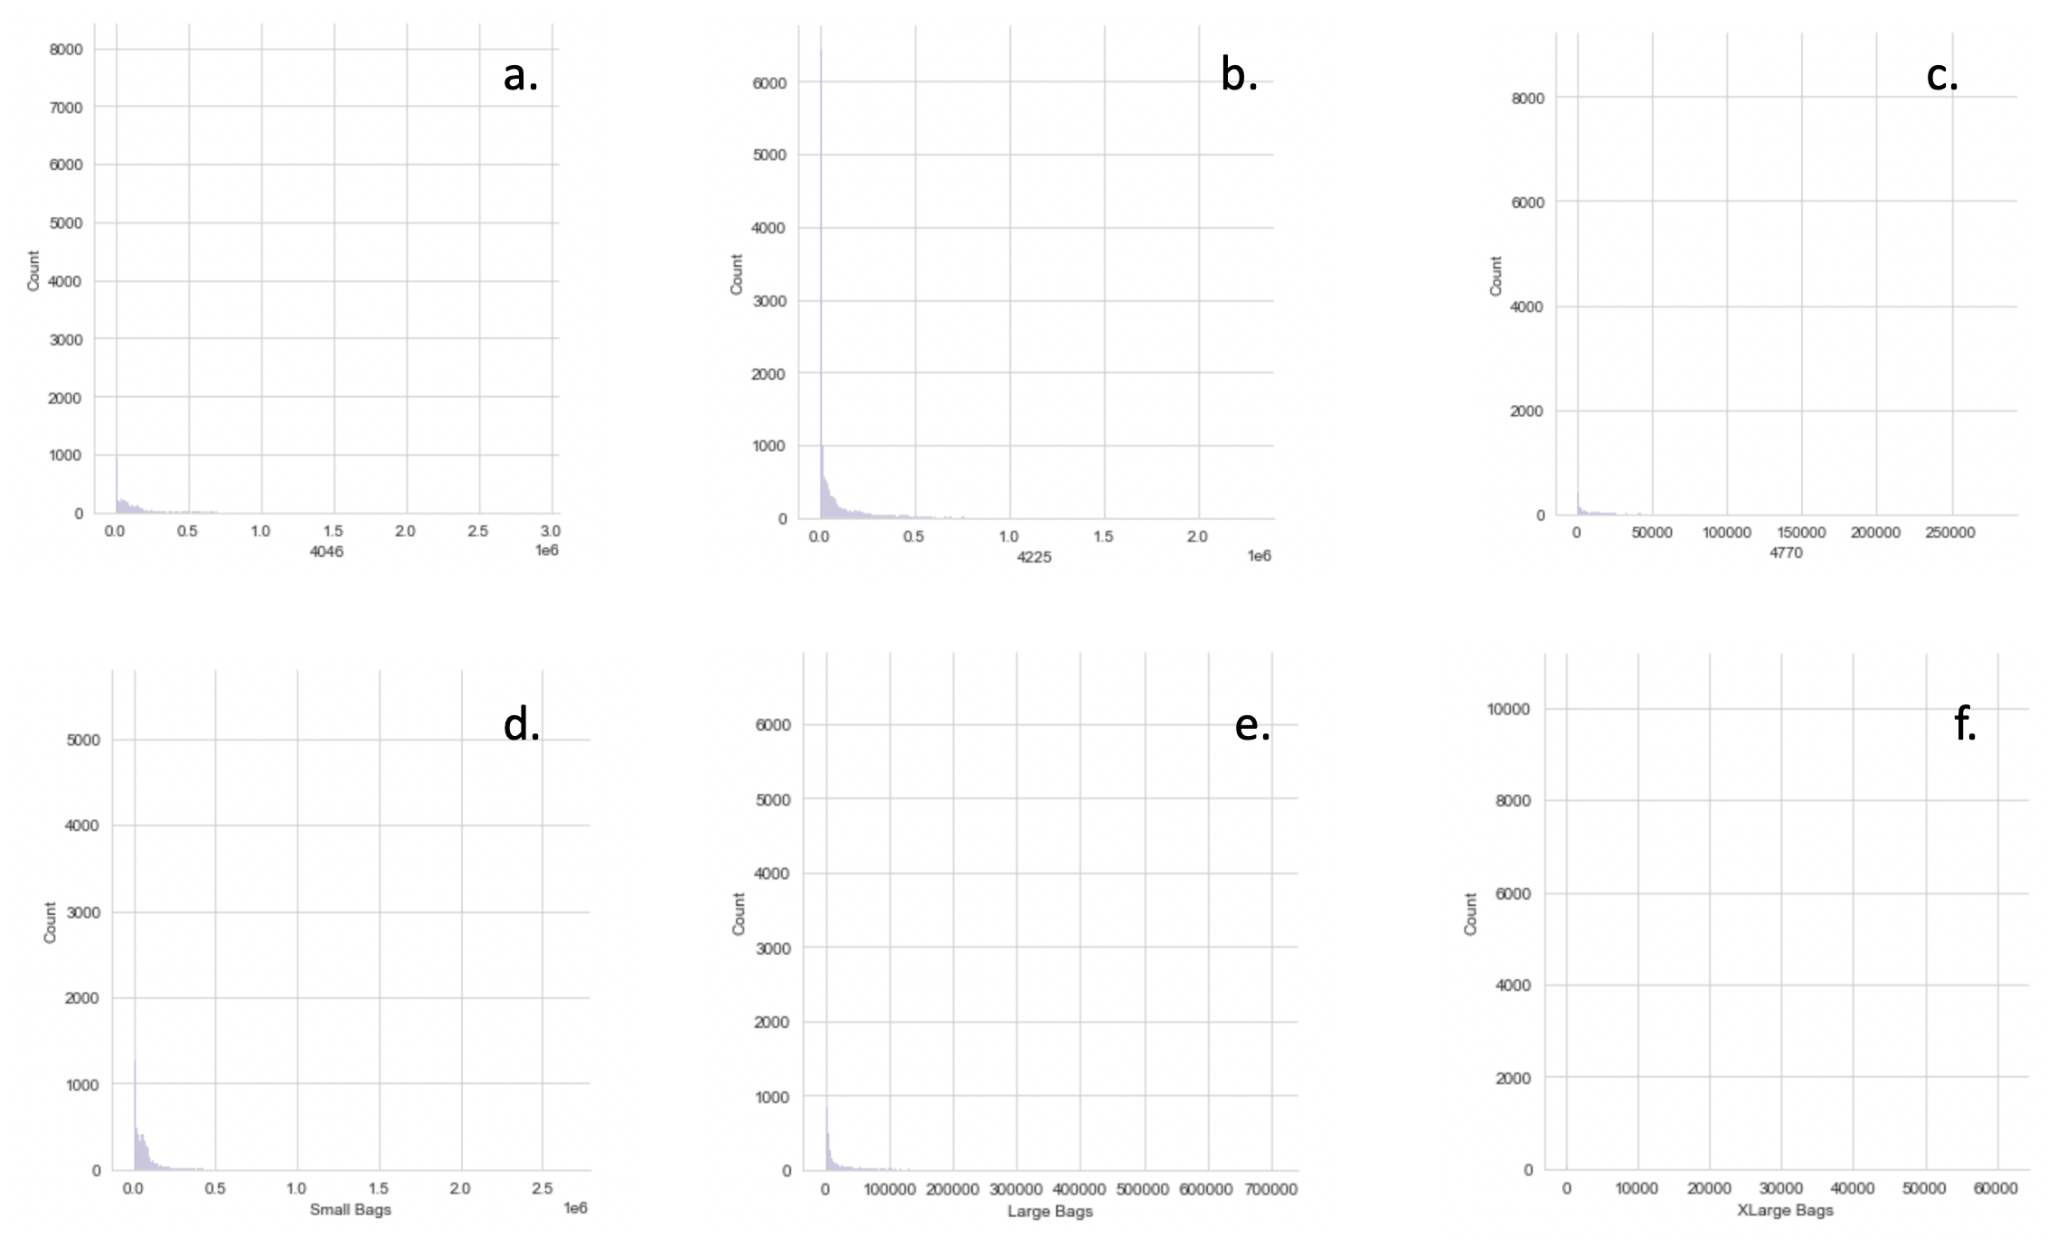 a.
8000
7000
6000
5000
4000
3000
2000
1000
0
Count
0.0 0.5 1.0 1.5 2.0 2.5 3.0
4046
1e6
b.
6000
5000
4000
3000
2000
1000
0
Count
0.0 0.5 1.0 1.5 2.0
4225
1e6
c.
8000
6000
4000
2000
0
Count
0 50000 100000 150000 200000 250000
4770
d.
5000
4000
3000
2000
1000
0
Count
0.0 0.5 1.0 1.5 2.0 2.5
Small Bags
1e6
e.
6000
5000
4000
3000
2000
1000
0
Count
0 100000 200000 300000 400000 500000 600000 700000
Large Bags
f.
10000
8000
6000
4000
2000
0
Count
0 10000 20000 30000 40000 50000 60000
XLarge Bags